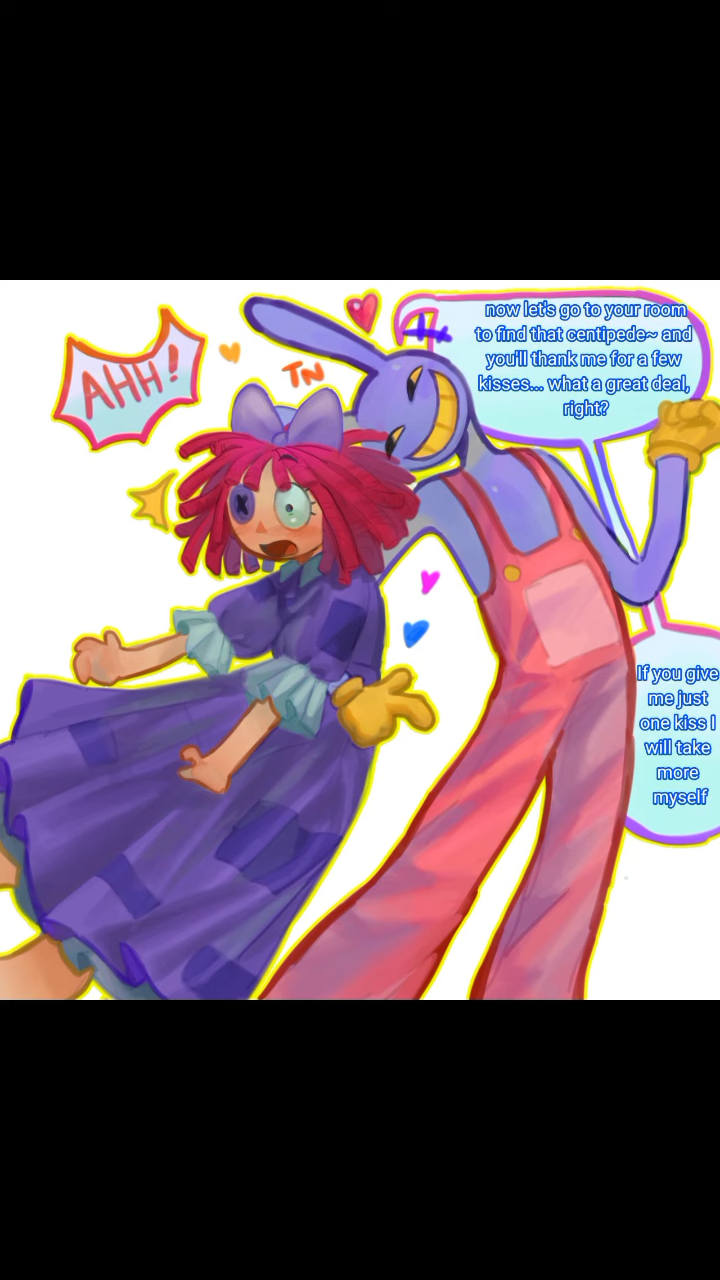 now let's go to your room
to find that centipede~ and
you'll thank me for a few
kisses... what a great deal,
right?
AHH!
TN
If you give
me just
one kiss I
will take
more
myself